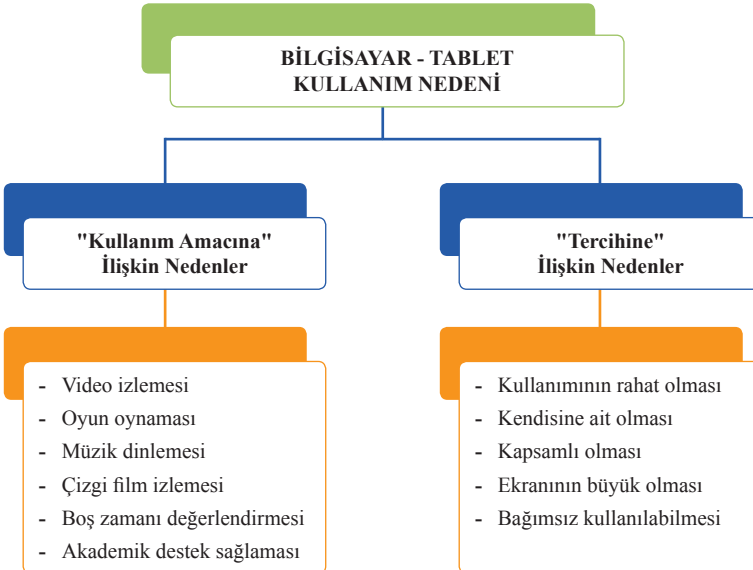 BİLGİSAYAR - TABLET
KULLANIM NEDENİ
"Kullanım Amacına"
İlişkin Nedenler
"Tercihine"
İlişkin Nedenler
- Video izlemesi
- Oyun oynaması
- Müzik dinlemesi
- Çizgi film izlemesi
- Boş zamanı değerlendirmesi
- Akademik destek sağlaması
- Kullanımının rahat olması
- Kendisine ait olması
- Kapsamlı olması
- Ekranının büyük olması
- Bağımsız kullanılabilmesi